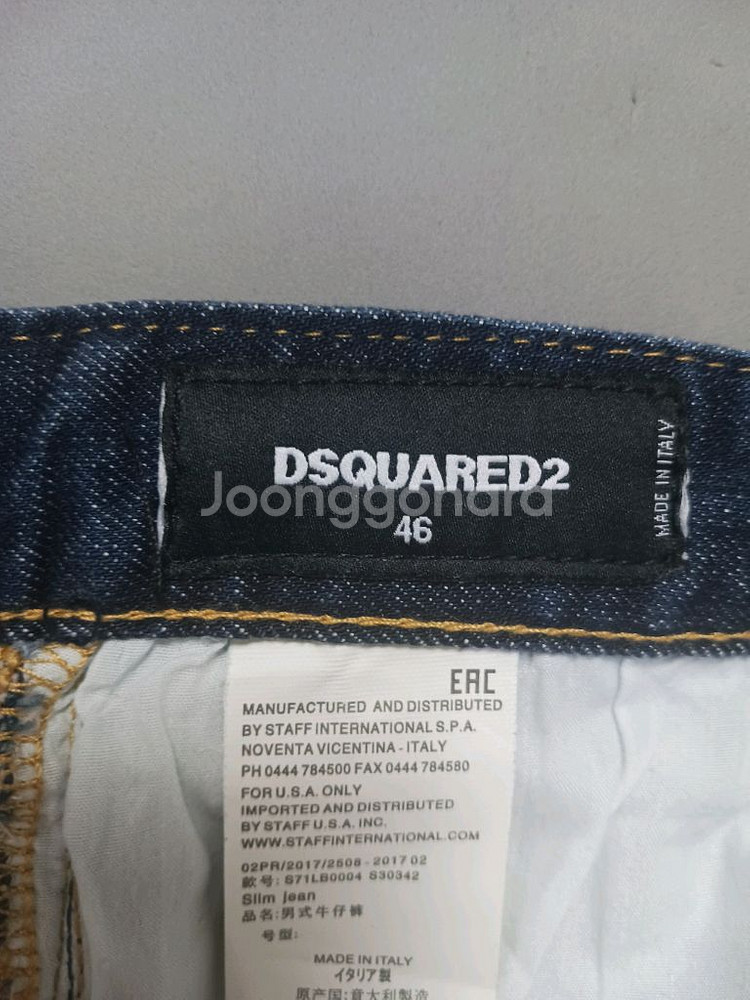 DSQUARED2
46
MADE IN ITALY
Joonggonara
EAC
MANUFACTURED AND DISTRIBUTED
BY STAFF INTERNATIONAL S.P.A.
NOVENTA VICENTINA - ITALY
PH 0444 784500 FAX 0444 784580
FOR U.S.A. ONLY
IMPORTED AND DISTRIBUTED
BY STAFF U.S.A. INC.
WWW.STAFFINTERNATIONAL.COM
02PR/2017/2508 - 2017 02
款号: S71LB0004 S30342
Slim jean
品名:男式牛仔裤
号型:
MADE IN ITALY
イタリア製
原产国:意大利製造